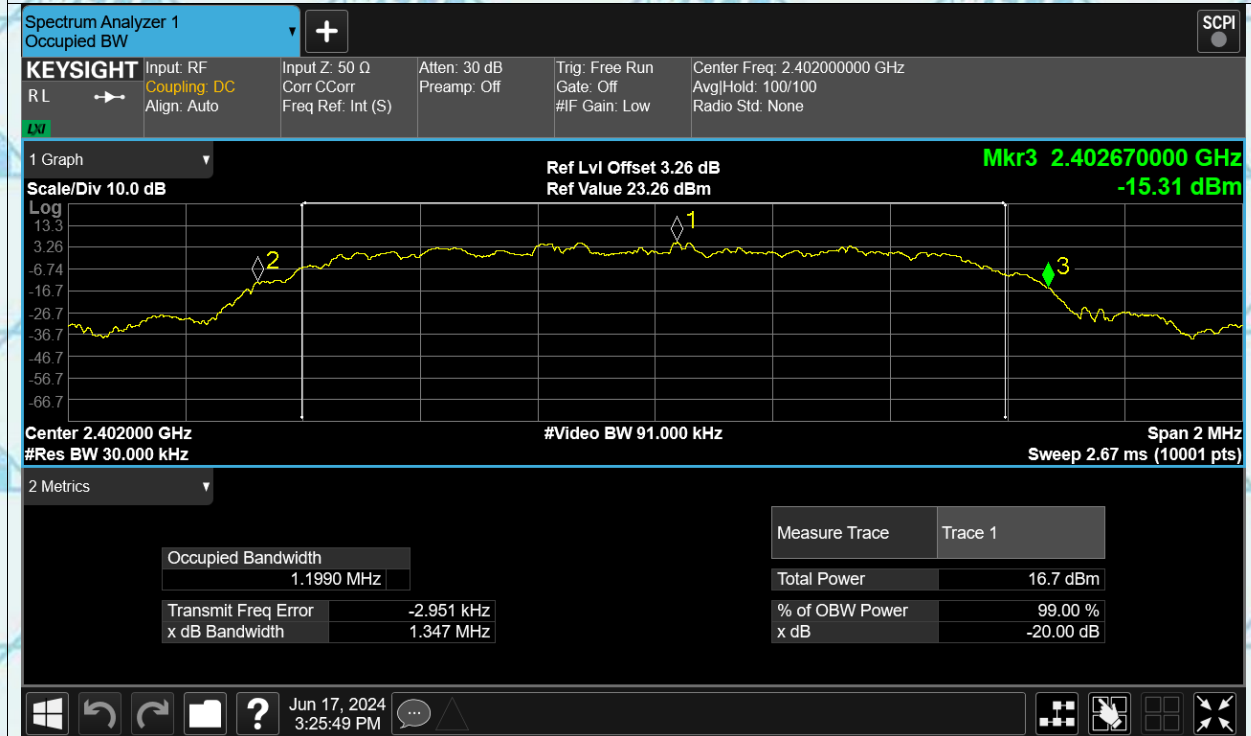 Spectrum Analyzer 1
Occupied BW
+
SCPI
KEYSIGHT
R L
LXI
Input: RF
Coupling: DC
Align: Auto
Input Z: 50 Ω
Corr CCorr
Freq Ref: Int (S)
Atten: 30 dB
Preamp: Off
Trig: Free Run
Gate: Off
#IF Gain: Low
Center Freq: 2.402000000 GHz
Avg|Hold: 100/100
Radio Std: None
1 Graph
Scale/Div 10.0 dB
Ref Lvl Offset 3.26 dB
Ref Value 23.26 dBm
Mkr3 2.402670000 GHz
-15.31 dBm
Log
13.3
3.26
-6.74
-16.7
-26.7
-36.7
-46.7
-56.7
-66.7
1
2
3
Center 2.402000 GHz
#Res BW 30.000 kHz
#Video BW 91.000 kHz
Span 2 MHz
Sweep 2.67 ms (10001 pts)
2 Metrics
Occupied Bandwidth
1.1990 MHz
Transmit Freq Error -2.951 kHz
x dB Bandwidth 1.347 MHz
Measure Trace Trace 1
Total Power 16.7 dBm
% of OBW Power 99.00 %
x dB -20.00 dB
?
Jun 17, 2024
3:25:49 PM